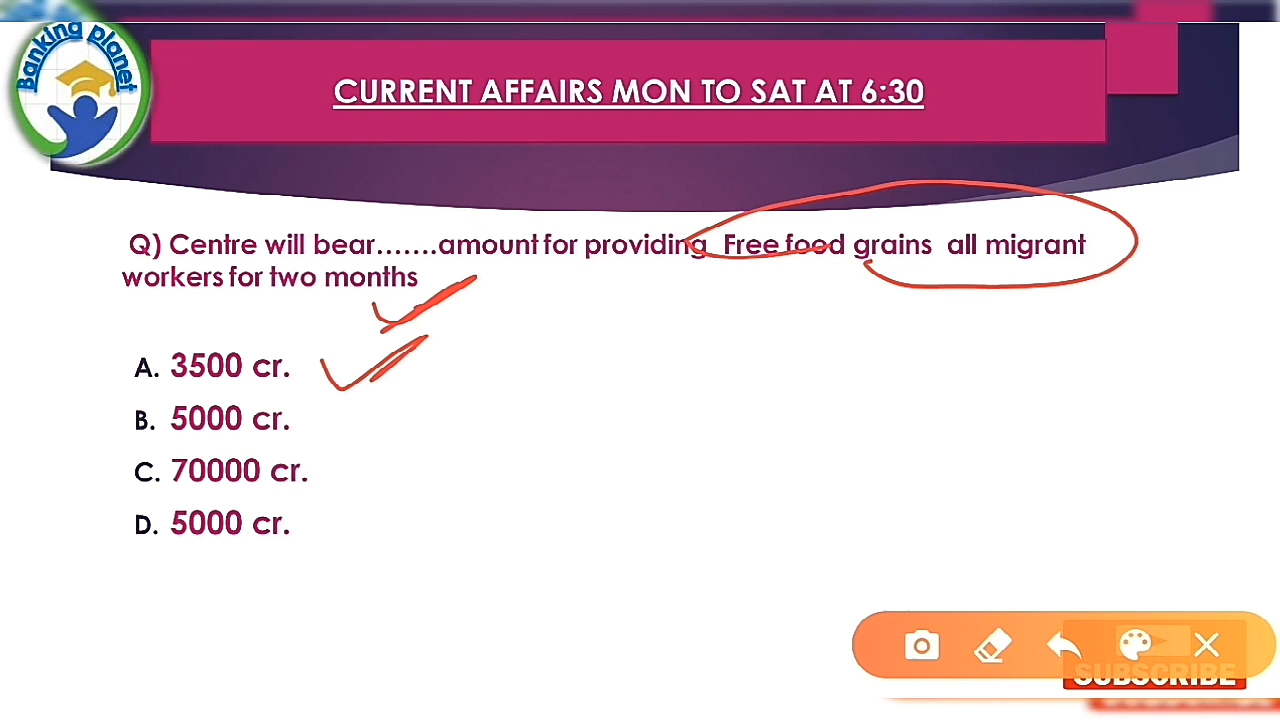 Banking planet
CURRENT AFFAIRS MON TO SAT AT 6:30
Q) Centre will bear.......amount for providing Free food grains all migrant
workers for two months
A. 3500 cr.
B. 5000 cr.
C. 70000 cr.
D. 5000 cr.
SUBSCRIBE